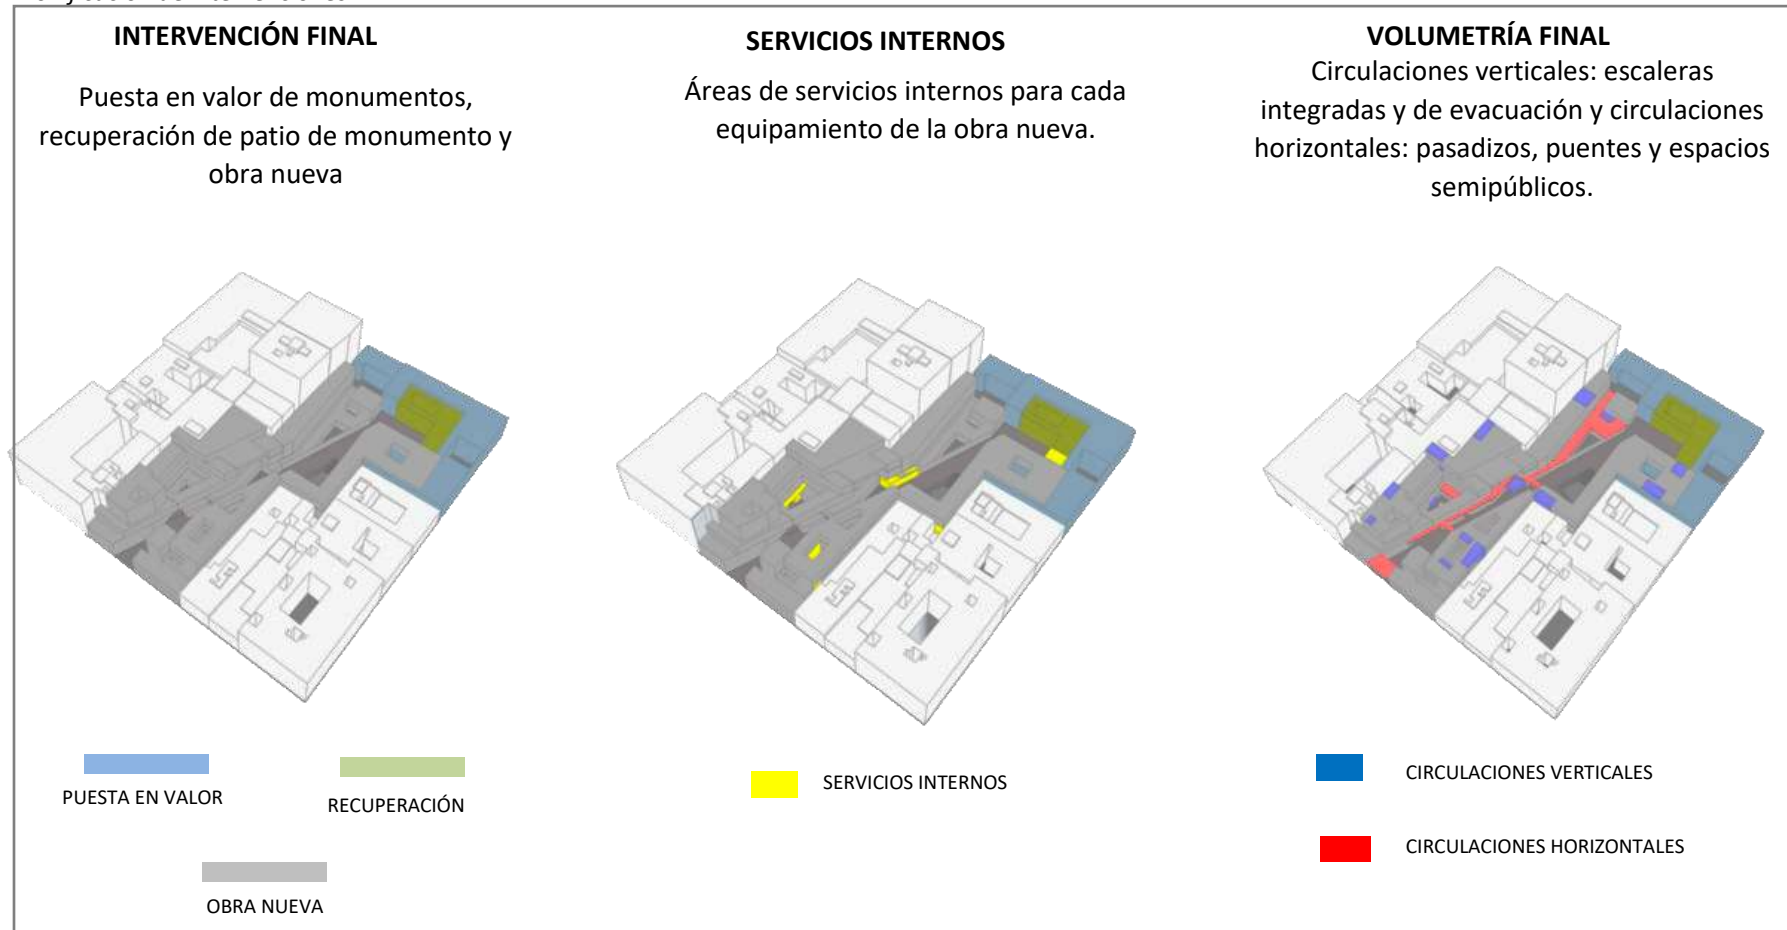 INTERVENCIÓN FINAL
Puesta en valor de monumentos,
recuperación de patio de monumento y
obra nueva
SERVICIOS INTERNOS
Áreas de servicios internos para cada
equipamiento de la obra nueva.
VOLUMETRÍA FINAL
Circulaciones verticales: escaleras
integradas y de evacuación y circulaciones
horizontales: pasadizos, puentes y espacios
semipúblicos.
PUESTA EN VALOR
RECUPERACIÓN
OBRA NUEVA
SERVICIOS INTERNOS
CIRCULACIONES VERTICALES
CIRCULACIONES HORIZONTALES